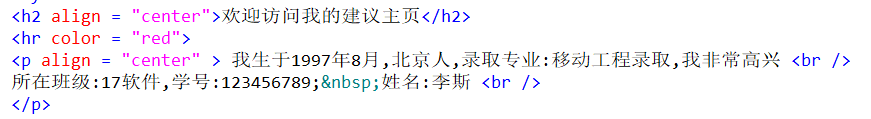 <h2 align = "center">欢迎访问我的建议主页</h2>
<hr color = "red">
<p align = "center" > 我生于1997年8月,北京人,录取专业:移动工程录取,我非常高兴 <br />
所在班级:17软件,学号:123456789;&nbsp;姓名:李斯 <br />
</p>